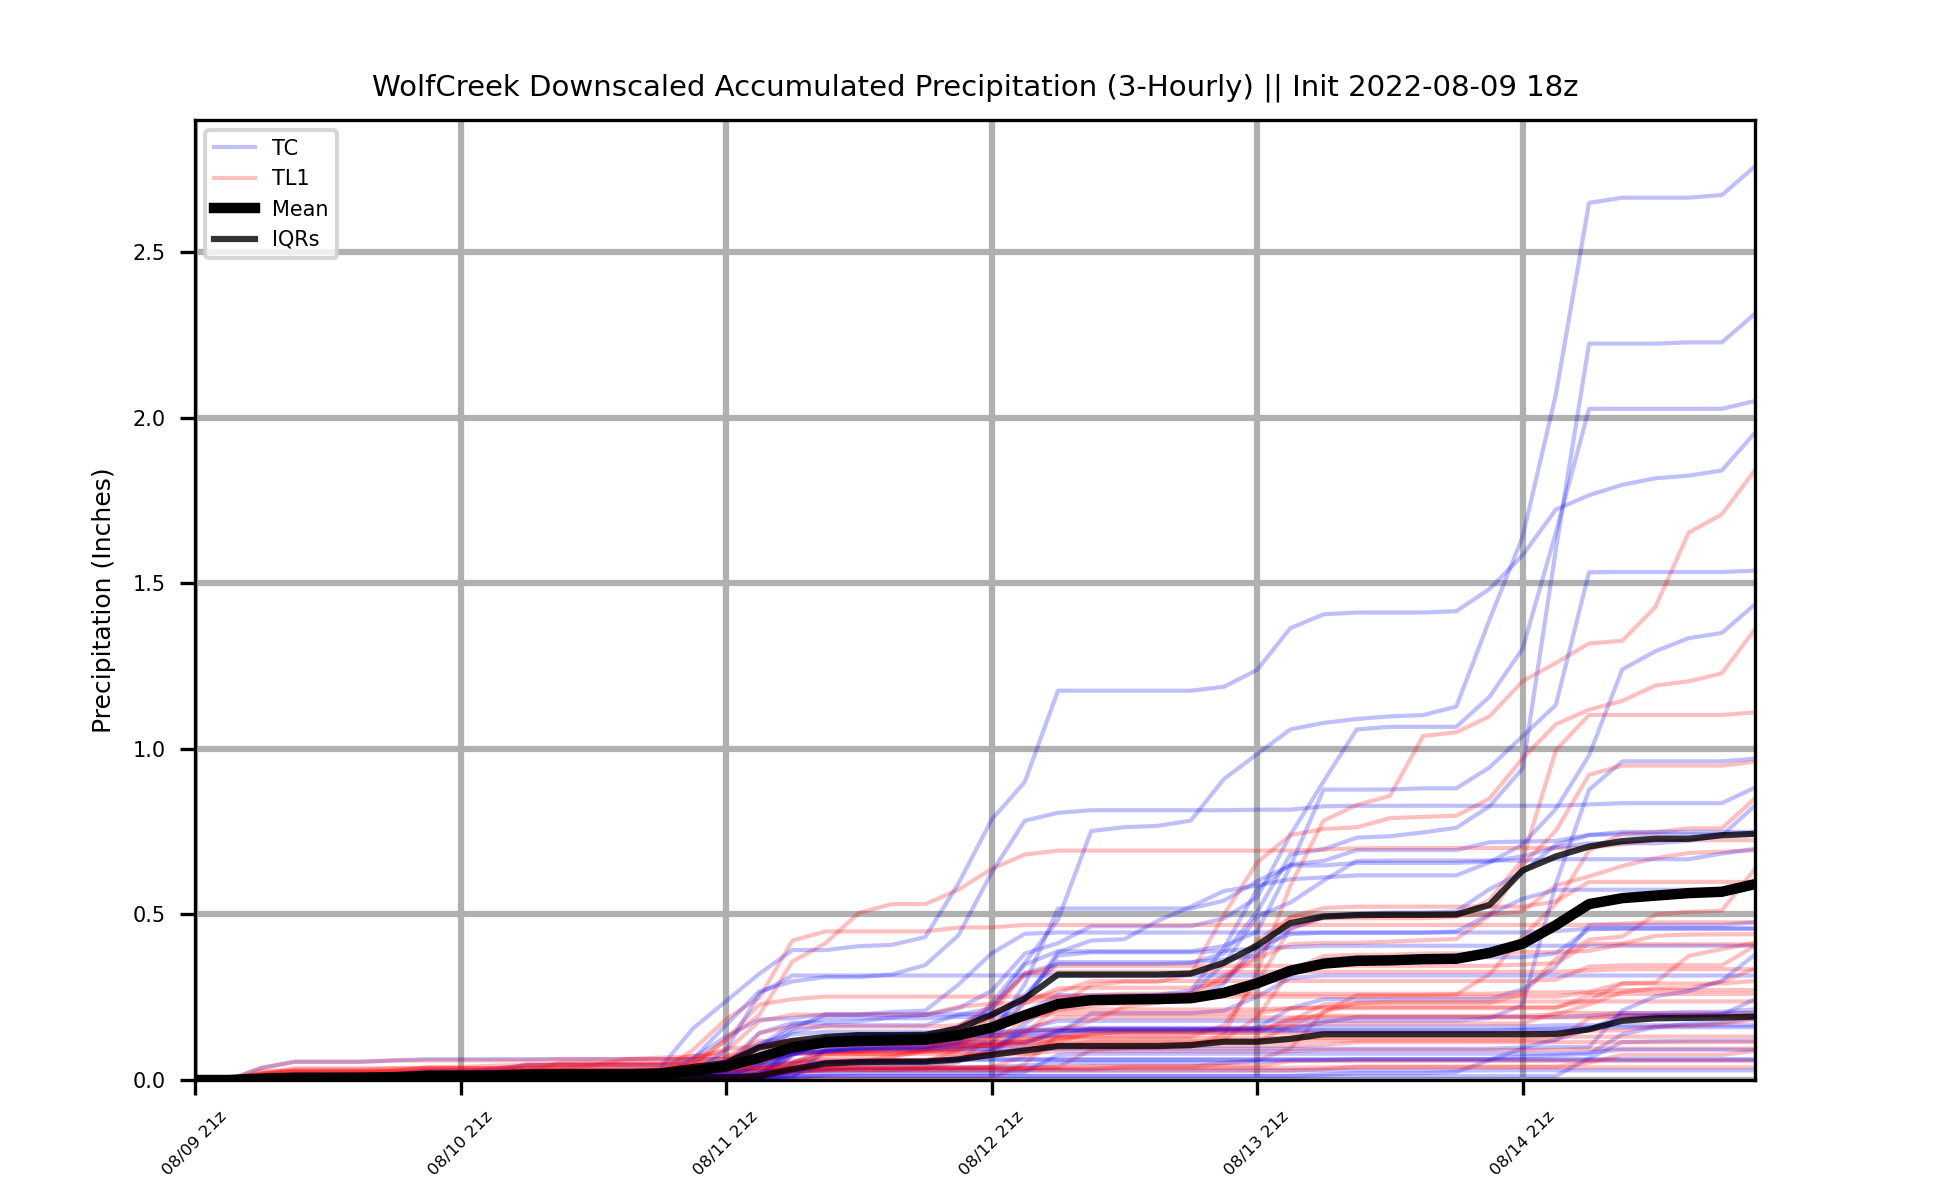 WolfCreek Downscaled Accumulated Precipitation (3-Hourly) || Init 2022-08-09 18z
TC
TL1
Mean
IQRs
Precipitation (Inches)
2.5
2.0
1.5
1.0
0.5
0.0
08/09 21z
08/10 21z
08/11 21z
08/12 21z
08/13 21z
08/14 21z